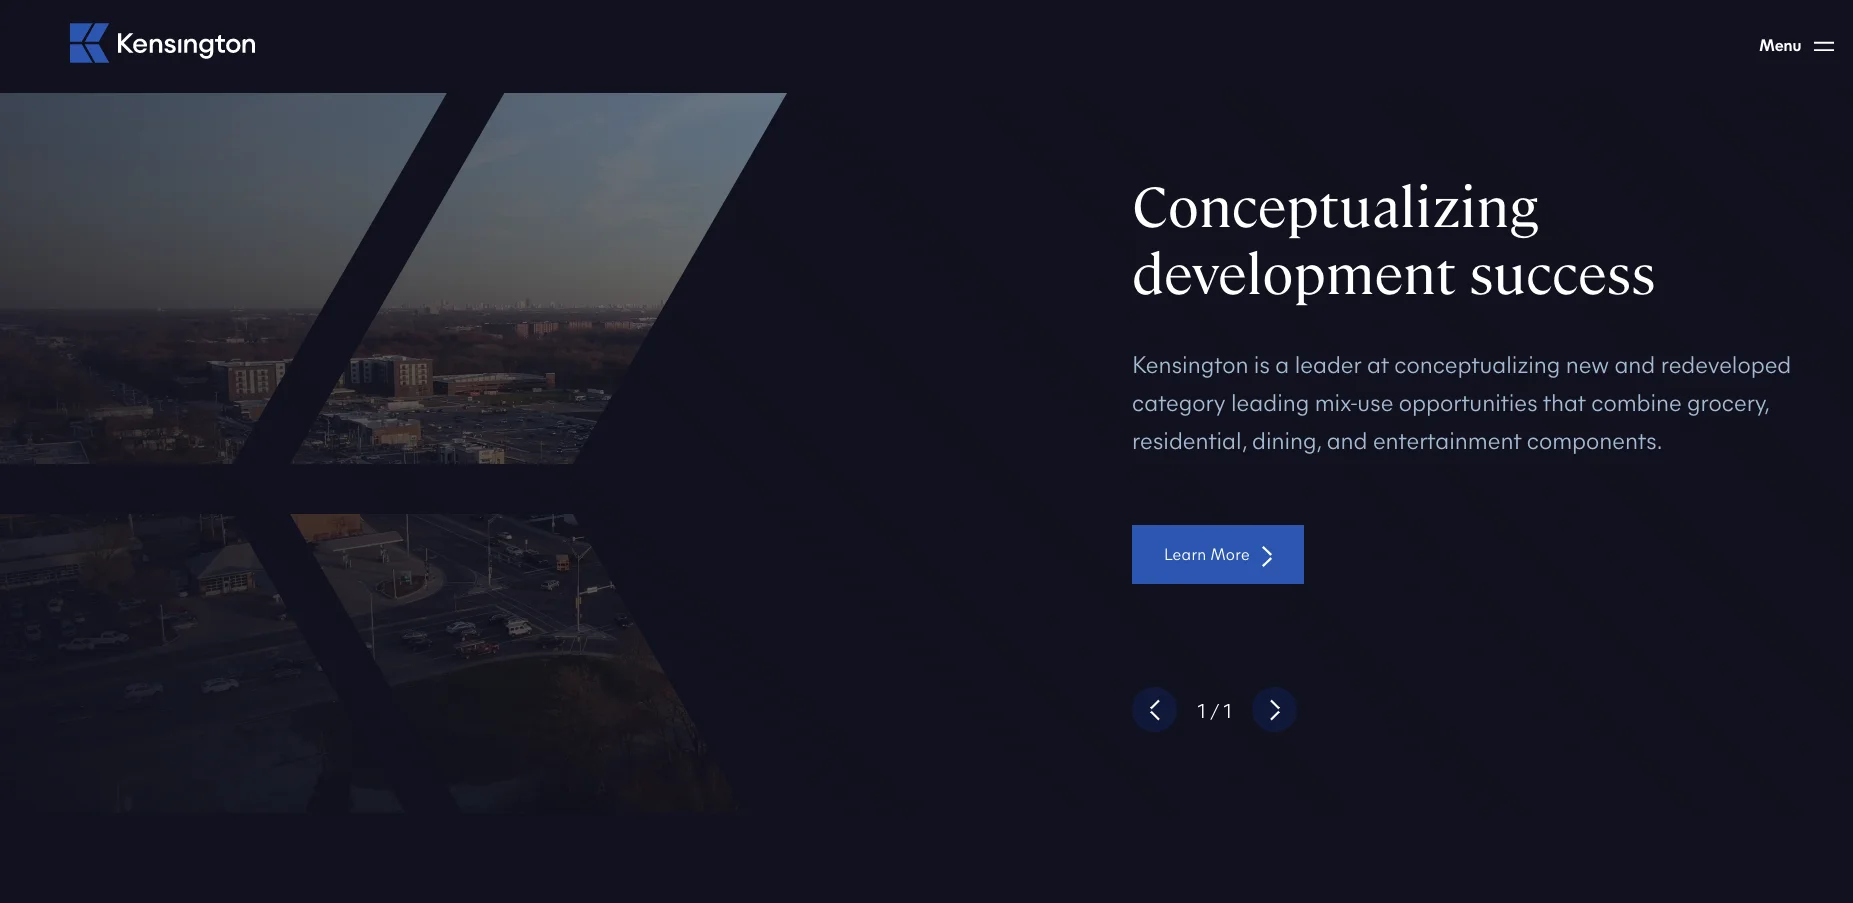 Kensington
Menu
Conceptualizing
development success
Kensington is a leader at conceptualizing new and redeveloped
category leading mix-use opportunities that combine grocery,
residential, dining, and entertainment components.
Learn More
1 / 1